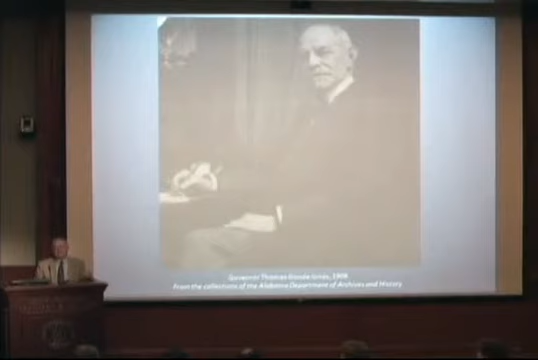 Governor Thomas Goode Jones, 1908
From the collections of the Alabama Department of Archives and History